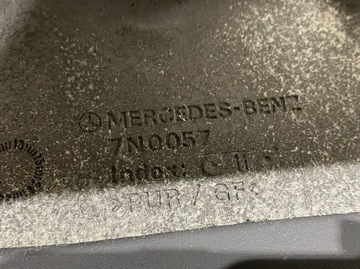 MERCEDES-BENZ
7N0057
Index:
>PUR / GF<